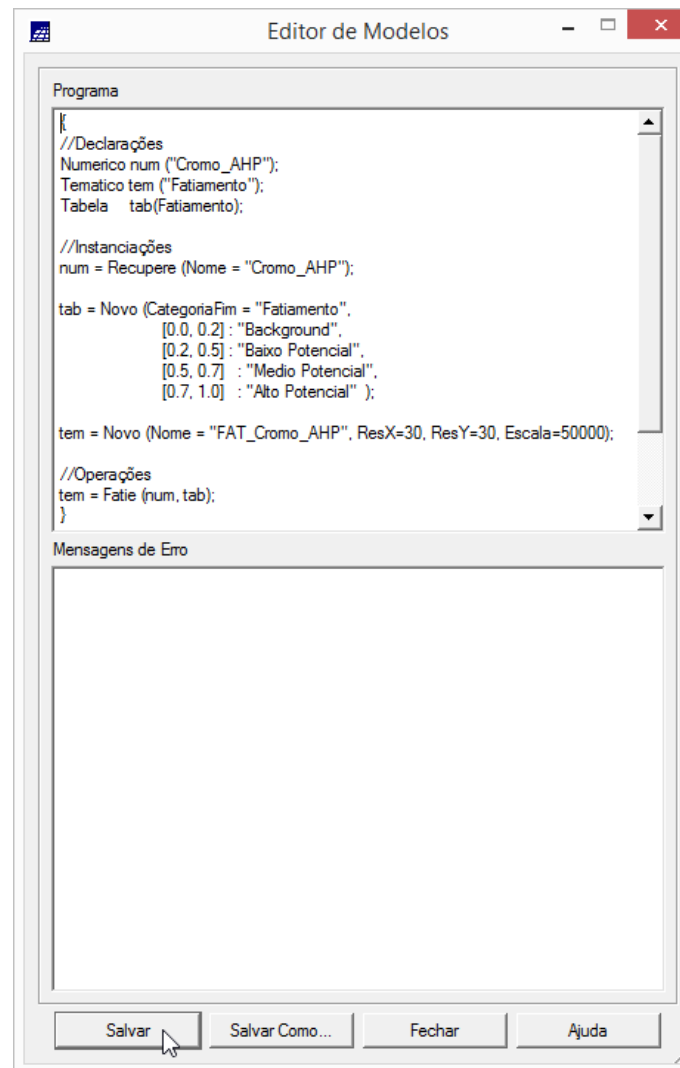 Editor de Modelos
Programa
{
//Declarações
Numerico num ("Cromo_AHP");
Tematico tem ("Fatiamento");
Tabela tab(Fatiamento);
//Instanciações
num = Recupere (Nome = "Cromo_AHP");
tab = Novo (CategoriaFim = "Fatiamento",
[0.0, 0.2] : "Background",
[0.2, 0.5] : "Baixo Potencial",
[0.5, 0.7] : "Medio Potencial",
[0.7, 1.0] : "Alto Potencial" );
tem = Novo (Nome = "FAT_Cromo_AHP", ResX=30, ResY=30, Escala=50000);
//Operações
tem = Fatie (num, tab);
}
Mensagens de Erro
Salvar Salvar Como... Fechar Ajuda